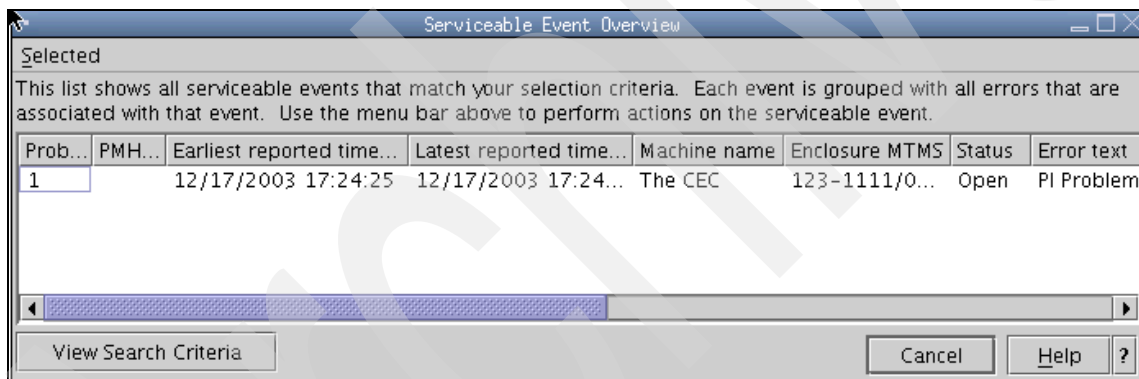 Serviceable Event Overview
Selected
This list shows all serviceable events that match your selection criteria. Each event is grouped with all errors that are
associated with that event. Use the menu bar above to perform actions on the serviceable event.
Prob... PMH... Earliest reported time... Latest reported time... Machine name Enclosure MTMS Status Error text
1 12/17/2003 17:24:25 12/17/2003 17:24... The CEC 123-1111/0... Open PI Problem
View Search Criteria Cancel Help ?